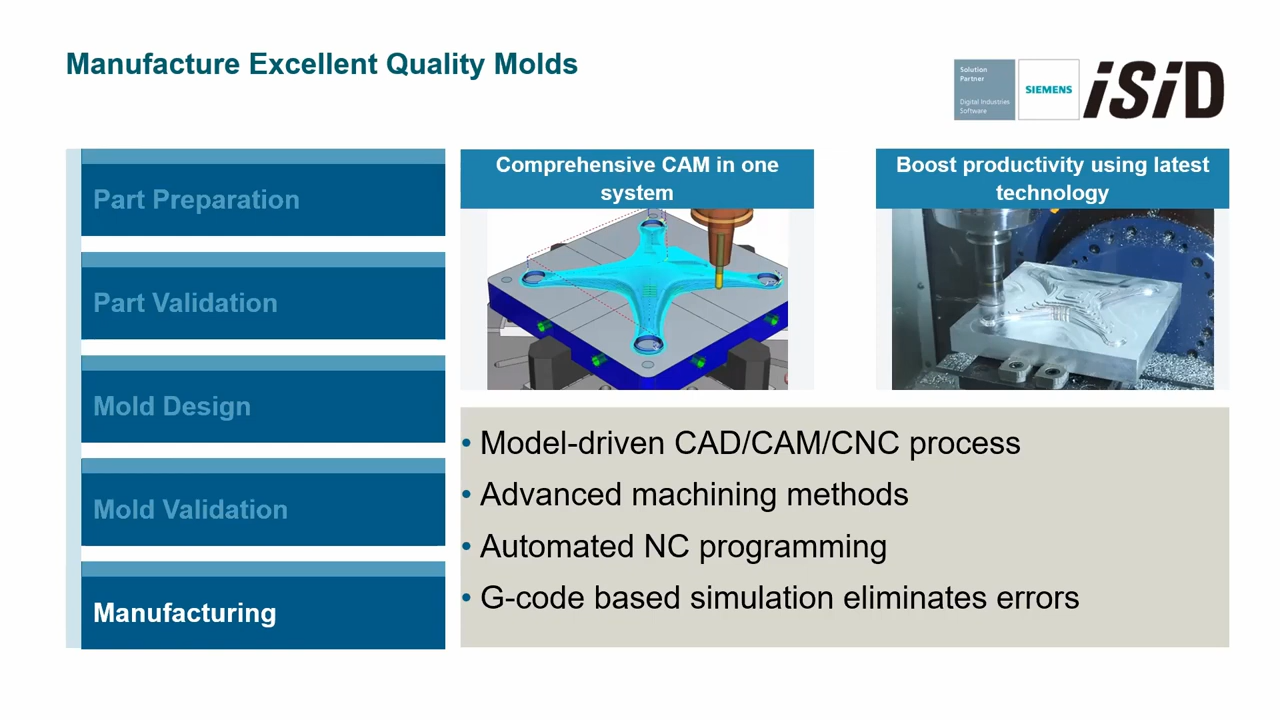 Manufacture Excellent Quality Molds
Solution
Partner
Digital Industries
Software
SIEMENS
iSiD
Part Preparation
Part Validation
Mold Design
Mold Validation
Manufacturing
Comprehensive CAM in one
system
Boost productivity using latest
technology
• Model-driven CAD/CAM/CNC process
• Advanced machining methods
• Automated NC programming
• G-code based simulation eliminates errors